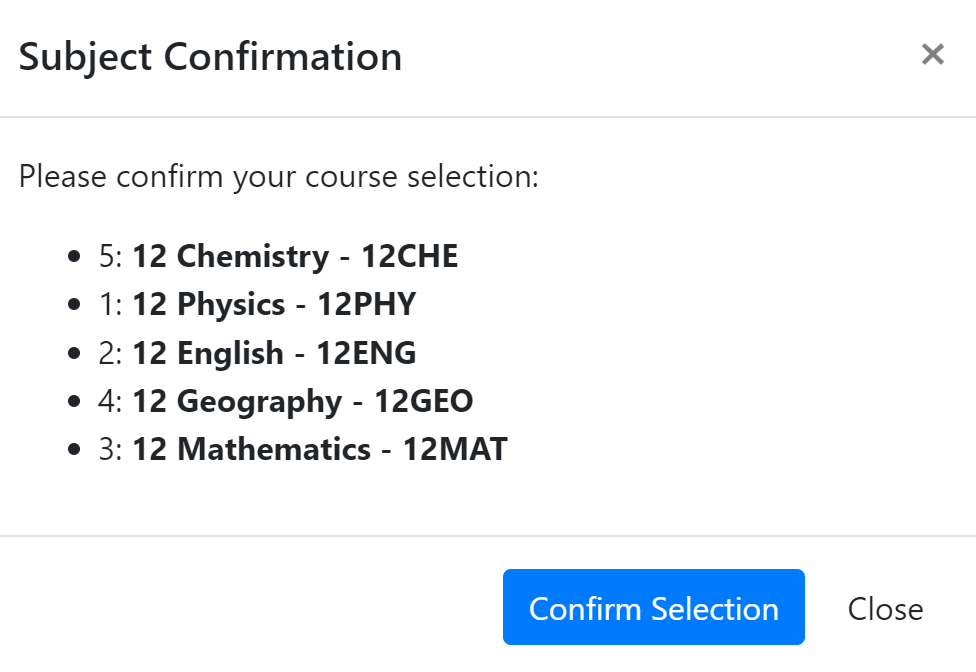 Subject Confirmation
×
Please confirm your course selection:
• 5: 12 Chemistry - 12CHE
• 1: 12 Physics - 12PHY
• 2: 12 English - 12ENG
• 4: 12 Geography - 12GEO
• 3: 12 Mathematics - 12MAT
Confirm Selection Close